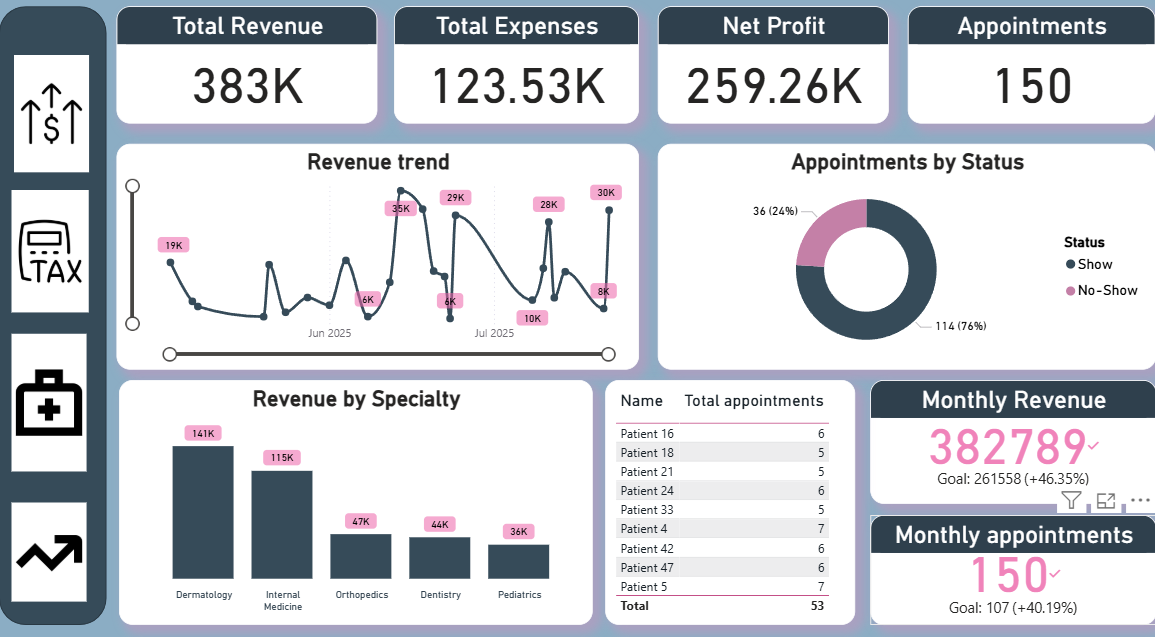 Total Revenue
383K
Total Expenses
123.53K
Net Profit
259.26K
Appointments
150
$
TAX
Revenue trend
19K
6K
35K
29K
6K
10K
28K
8K
30K
Jun 2025
Jul 2025
Appointments by Status
36 (24%)
114 (76%)
Status
Show
No-Show
Revenue by Specialty
141K
115K
47K
44K
36K
Dermatology
Internal
Medicine
Orthopedics
Dentistry
Pediatrics
Name Total appointments
Patient 16 6
Patient 18 5
Patient 21 5
Patient 24 6
Patient 33 5
Patient 4 7
Patient 42 6
Patient 47 6
Patient 5 7
Total 53
Monthly Revenue
382789
Goal: 261558 (+46.35%)
Monthly appointments
150
Goal: 107 (+40.19%)